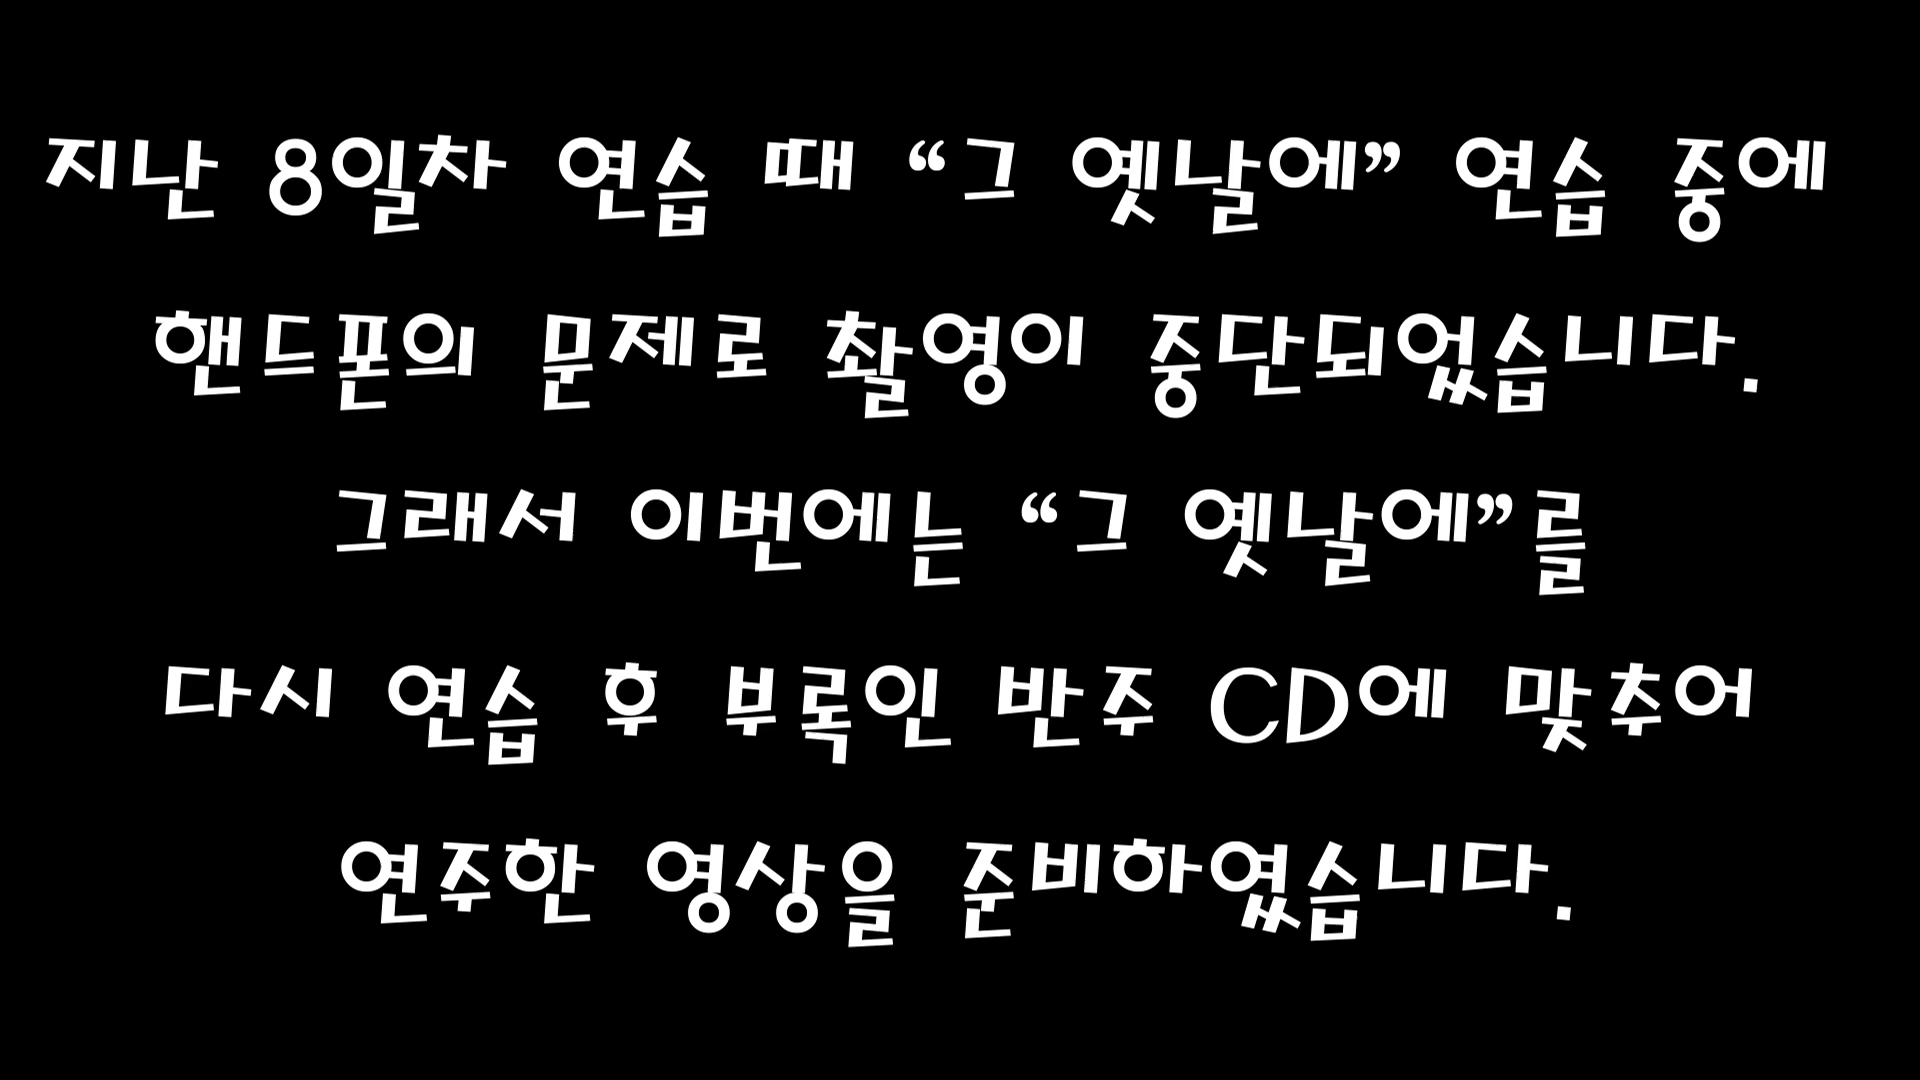 지난 8일차 연습 때 “그 옛날에” 연습 중에
핸드폰의 문제로 촬영이 중단되었습니다.
그래서 이번에는 “그 옛날에”를
다시 연습 후 부록인 반주 CD에 맞추어
연주한 영상을 준비하였습니다.